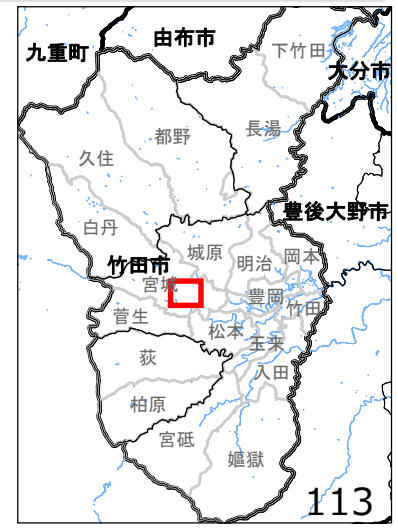 由布市
九重町
下竹田
大分市
長湯
都野
久住
豊後大野市
白丹
城原
岡本
明治
竹田市
宮城
豊岡
竹田
菅生
松本
玉来
荻
入田
柏原
宮砥
嫗獄
113